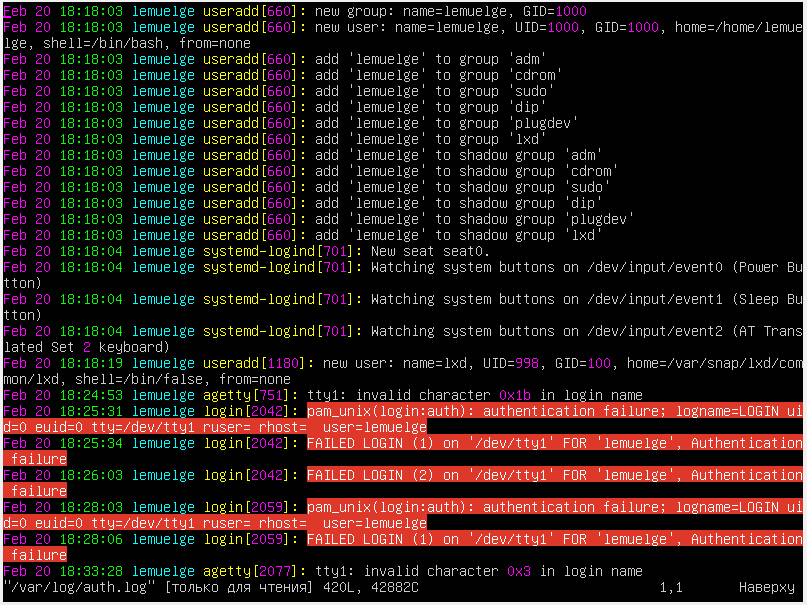 Feb 20 18:18:03 lemuelge useradd[660]: new group: name=lemuelge, GID=1000
Feb 20 18:18:03 lemuelge useradd[660]: new user: name=lemuelge, UID=1000, GID=1000, home=/home/lemue
lge, shell=/bin/bash, from=none
Feb 20 18:18:03 lemuelge useradd[660]: add 'lemuelge' to group 'adm'
Feb 20 18:18:03 lemuelge useradd[660]: add 'lemuelge' to group 'cdrom'
Feb 20 18:18:03 lemuelge useradd[660]: add 'lemuelge' to group 'sudo'
Feb 20 18:18:03 lemuelge useradd[660]: add 'lemuelge' to group 'dip'
Feb 20 18:18:03 lemuelge useradd[660]: add 'lemuelge' to group 'plugdev'
Feb 20 18:18:03 lemuelge useradd[660]: add 'lemuelge' to group 'lxd'
Feb 20 18:18:03 lemuelge useradd[660]: add 'lemuelge' to shadow group 'adm'
Feb 20 18:18:03 lemuelge useradd[660]: add 'lemuelge' to shadow group 'cdrom'
Feb 20 18:18:03 lemuelge useradd[660]: add 'lemuelge' to shadow group 'sudo'
Feb 20 18:18:03 lemuelge useradd[660]: add 'lemuelge' to shadow group 'dip'
Feb 20 18:18:03 lemuelge useradd[660]: add 'lemuelge' to shadow group 'plugdev'
Feb 20 18:18:03 lemuelge useradd[660]: add 'lemuelge' to shadow group 'lxd'
Feb 20 18:18:04 lemuelge systemd-logind[701]: New seat seat0.
Feb 20 18:18:04 lemuelge systemd-logind[701]: Watching system buttons on /dev/input/event0 (Power Bu
tton)
Feb 20 18:18:04 lemuelge systemd-logind[701]: Watching system buttons on /dev/input/event1 (Sleep Bu
tton)
Feb 20 18:18:04 lemuelge systemd-logind[701]: Watching system buttons on /dev/input/event2 (AT Trans
lated Set 2 keyboard)
Feb 20 18:18:19 lemuelge useradd[1180]: new user: name=lxd, UID=998, GID=100, home=/var/snap/lxd/com
mon/lxd, shell=/bin/false, from=none
Feb 20 18:24:53 lemuelge agetty[751]: tty1: invalid character 0x1b in login name
Feb 20 18:25:31 lemuelge login[2042]: pam_unix(login:auth): authentication failure; logname=LOGIN ui
d=0 euid=0 tty=/dev/tty1 ruser= rhost=  user=lemuelge
Feb 20 18:25:34 lemuelge login[2042]: FAILED LOGIN (1) on '/dev/tty1' FOR 'lemuelge', Authentication
 failure
Feb 20 18:26:03 lemuelge login[2042]: FAILED LOGIN (2) on '/dev/tty1' FOR 'lemuelge', Authentication
 failure
Feb 20 18:28:03 lemuelge login[2059]: pam_unix(login:auth): authentication failure; logname=LOGIN ui
d=0 euid=0 tty=/dev/tty1 ruser= rhost=  user=lemuelge
Feb 20 18:28:06 lemuelge login[2059]: FAILED LOGIN (1) on '/dev/tty1' FOR 'lemuelge', Authentication
 failure
Feb 20 18:33:28 lemuelge agetty[2077]: tty1: invalid character 0x3 in login name
"/var/log/auth.log" [только для чтения] 420L, 42882C 1,1 Наверху